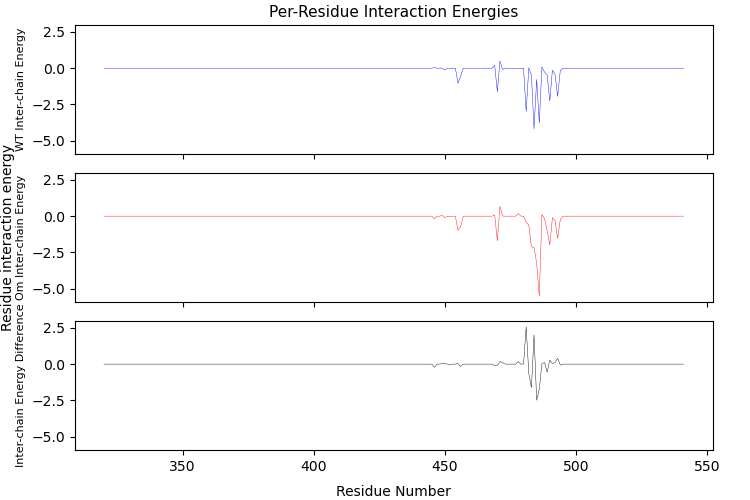 Per-Residue Interaction Energies
Residue interaction energy
WT Inter-chain Energy
2.5
0.0
−2.5
−5.0
Om Inter-chain Energy
2.5
0.0
−2.5
−5.0
Inter-chain Energy Difference
2.5
0.0
−2.5
−5.0
350
400
450
500
550
Residue Number